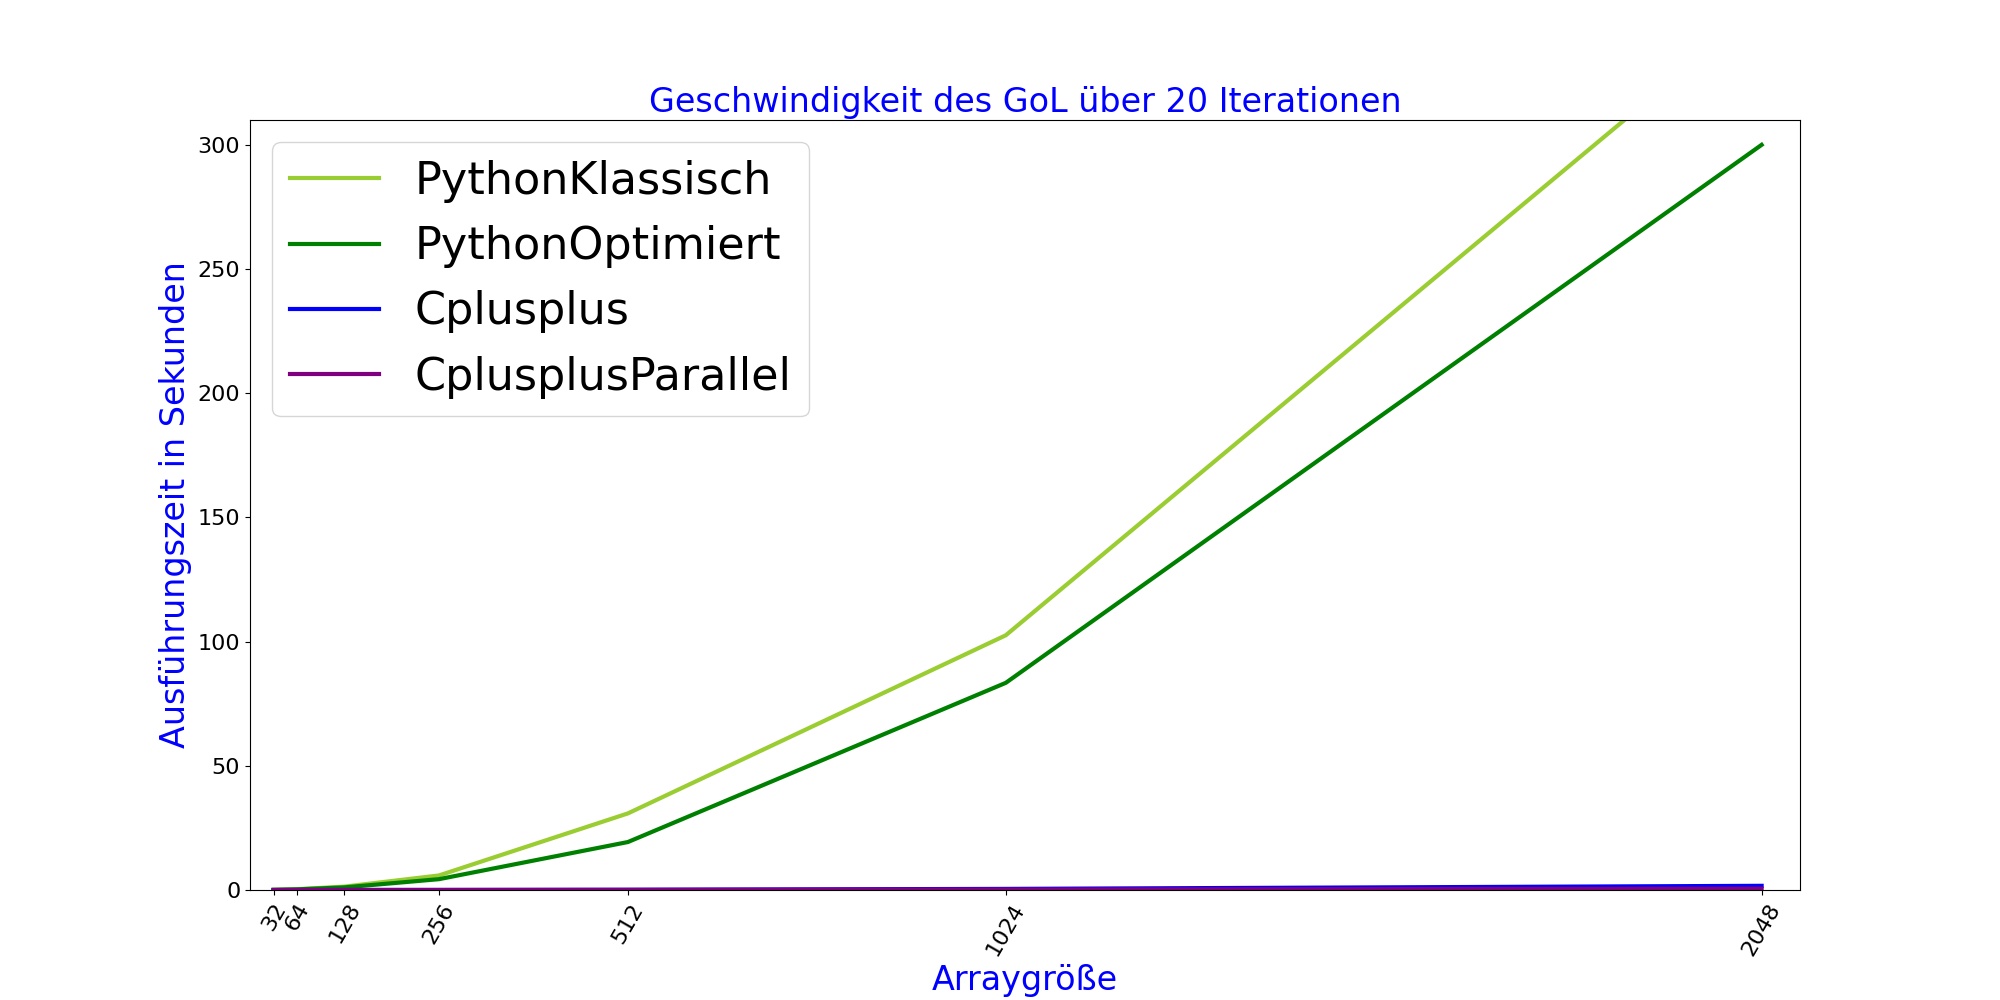 Geschwindigkeit des GoL über 20 Iterationen
300
250
200
150
100
50
0
Ausführungszeit in Sekunden
PythonKlassisch
PythonOptimiert
Cplusplus
CplusplusParallel
32
64
128
256
512
1024
2048
Arraygröße